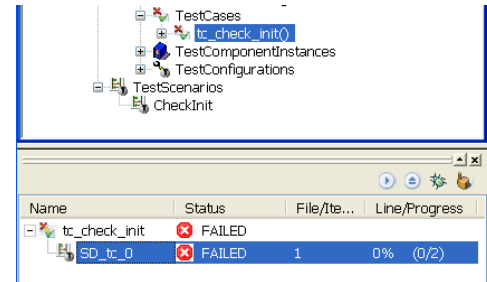 TestCases
tc_check_init()
TestComponentInstances
TestConfigurations
TestScenarios
CheckInit
Name Status File/Ite... Line/Progress
tc_check_init FAILED
SD_tc_0 FAILED 1 0% (0/2)